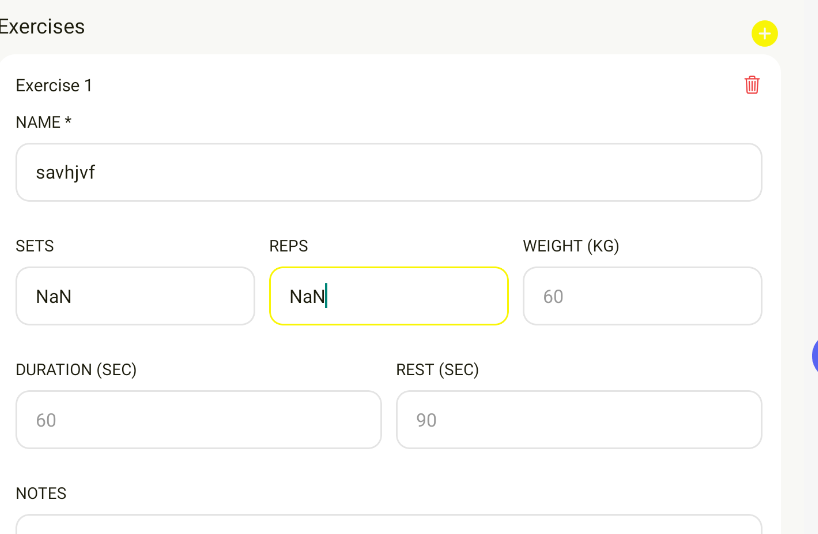 Exercises
Exercise 1
NAME *
savhjvf
SETS REPS WEIGHT (KG)
NaN NaN 60
DURATION (SEC) REST (SEC)
60 90
NOTES